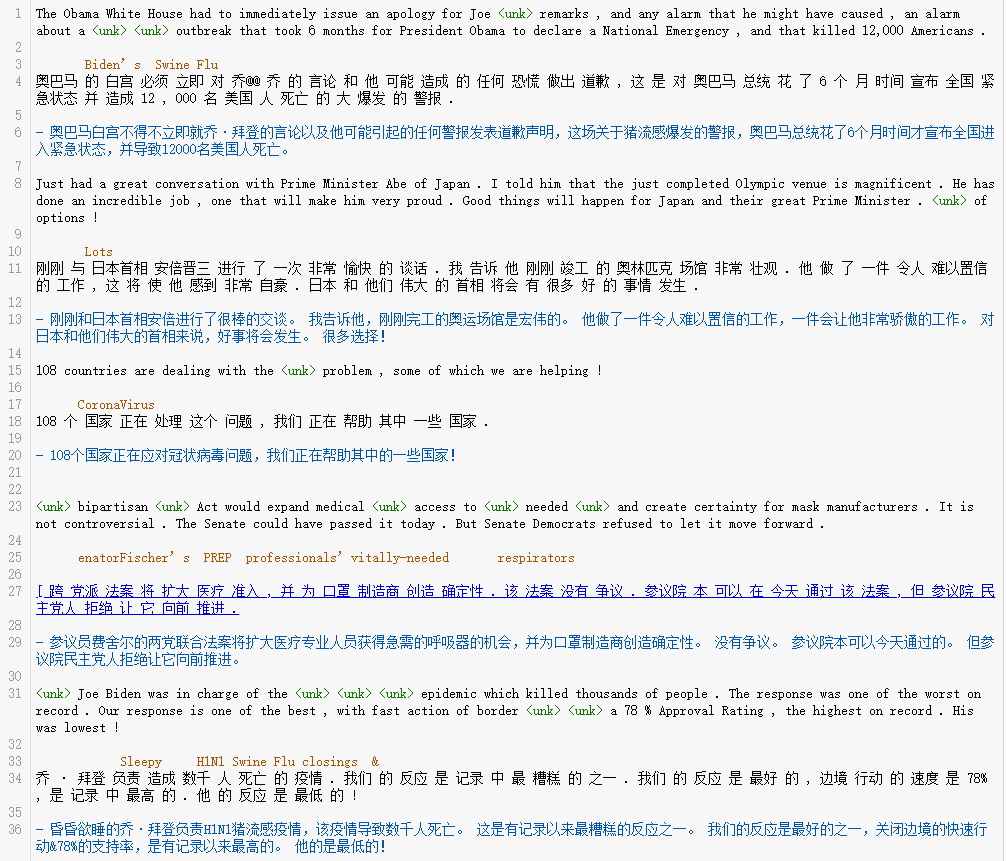 1 The Obama White House had to immediately issue an apology for Joe <unk> remarks , and any alarm that he might have caused , an alarm
about a <unk> <unk> outbreak that took 6 months for President Obama to declare a National Emergency , and that killed 12,000 Americans .
2
3 Biden's Swine Flu
4 奥巴马 的 白宫 必须 立即 对 乔@@ 乔 的 言论 和 他 可能 造成 的 任何 恐慌 做出 道歉 , 这 是 对 奥巴马 总统 花 了 6 个 月 时间 宣布 全国 紧
急状态 并 造成 12 , 000 名 美国 人 死亡 的 大 爆发 的 警报 .
5
6 - 奥巴马白宫不得不立即就乔·拜登的言论以及他可能引起的任何警报发表道歉声明，这场关于猪流感爆发的警报，奥巴马总统花了6个月时间才宣布全国进
入紧急状态，并导致12000名美国人死亡。
7
8 Just had a great conversation with Prime Minister Abe of Japan . I told him that the just completed Olympic venue is magnificent . He has
done an incredible job , one that will make him very proud . Good things will happen for Japan and their great Prime Minister . <unk> of
options !
9
10 Lots
11 刚刚 与 日本首相 安倍晋三 进行 了 一次 非常 愉快 的 谈话 . 我 告诉 他 刚刚 竣工 的 奥林匹克 场馆 非常 壮观 . 他 做 了 一件 令人 难以置信
的 工作 , 这 将 使 他 感到 非常 自豪 . 日本 和 他们 伟大 的 首相 将会 有 很多 好 的 事情 发生 .
12
13 - 刚刚和日本首相安倍进行了很棒的交谈。 我告诉他，刚刚完工的奥运场馆是宏伟的。 他做了一件令人难以置信的工作，一件会让他非常骄傲的工作。 对
日本和他们伟大的首相来说，好事将会发生。 很多选择！
14
15 108 countries are dealing with the <unk> problem , some of which we are helping !
16
17 CoronaVirus
18 108 个 国家 正在 处理 这个 问题 , 我们 正在 帮助 其中 一些 国家 .
19
20 - 108个国家正在应对冠状病毒问题，我们正在帮助其中的一些国家！
21
22
23 <unk> bipartisan <unk> Act would expand medical <unk> access to <unk> needed <unk> and create certainty for mask manufacturers . It is
not controversial . The Senate could have passed it today . But Senate Democrats refused to let it move forward .
24
25 enatorFischer's PREP professionals' vitally-needed respirators
26
27 [ 跨 党派 法案 将 扩大 医疗 准入 , 并 为 口罩 制造商 创造 确定性 . 该 法案 没有 争议 . 参议院 本 可以 在 今天 通过 该 法案 , 但 参议院 民
主党人 拒绝 让 它 向前 推进 .
28
29 - 参议员费舍尔的两党联合法案将扩大医疗专业人员获得急需的呼吸器的机会，并为口罩制造商创造确定性。 没有争议。 参议院本可以今天通过的。 但参
议院民主党人拒绝让它向前推进。
30
31 <unk> Joe Biden was in charge of the <unk> <unk> <unk> epidemic which killed thousands of people . The response was one of the worst on
record . Our response is one of the best , with fast action of border <unk> <unk> a 78 % Approval Rating , the highest on record . His
was lowest !
32
33 Sleepy H1N1 Swine Flu closings &
34 乔 · 拜登 负责 造成 数千 人 死亡 的 疫情 . 我们 的 反应 是 记录 中 最 糟糕 的 之一 . 我们 的 反应 是 最好 的 , 边境 行动 的 速度 是 78%
, 是 记录 中 最高 的 . 他 的 反应 是 最低 的 !
35
36 - 昏昏欲睡的乔·拜登负责H1N1猪流感疫情，该疫情导致数千人死亡。 这是有记录以来最糟糕的反应之一。 我们的反应是最好的之一，关闭边境的快速行
动&78%的支持率，是有记录以来最高的。 他的是最低的！